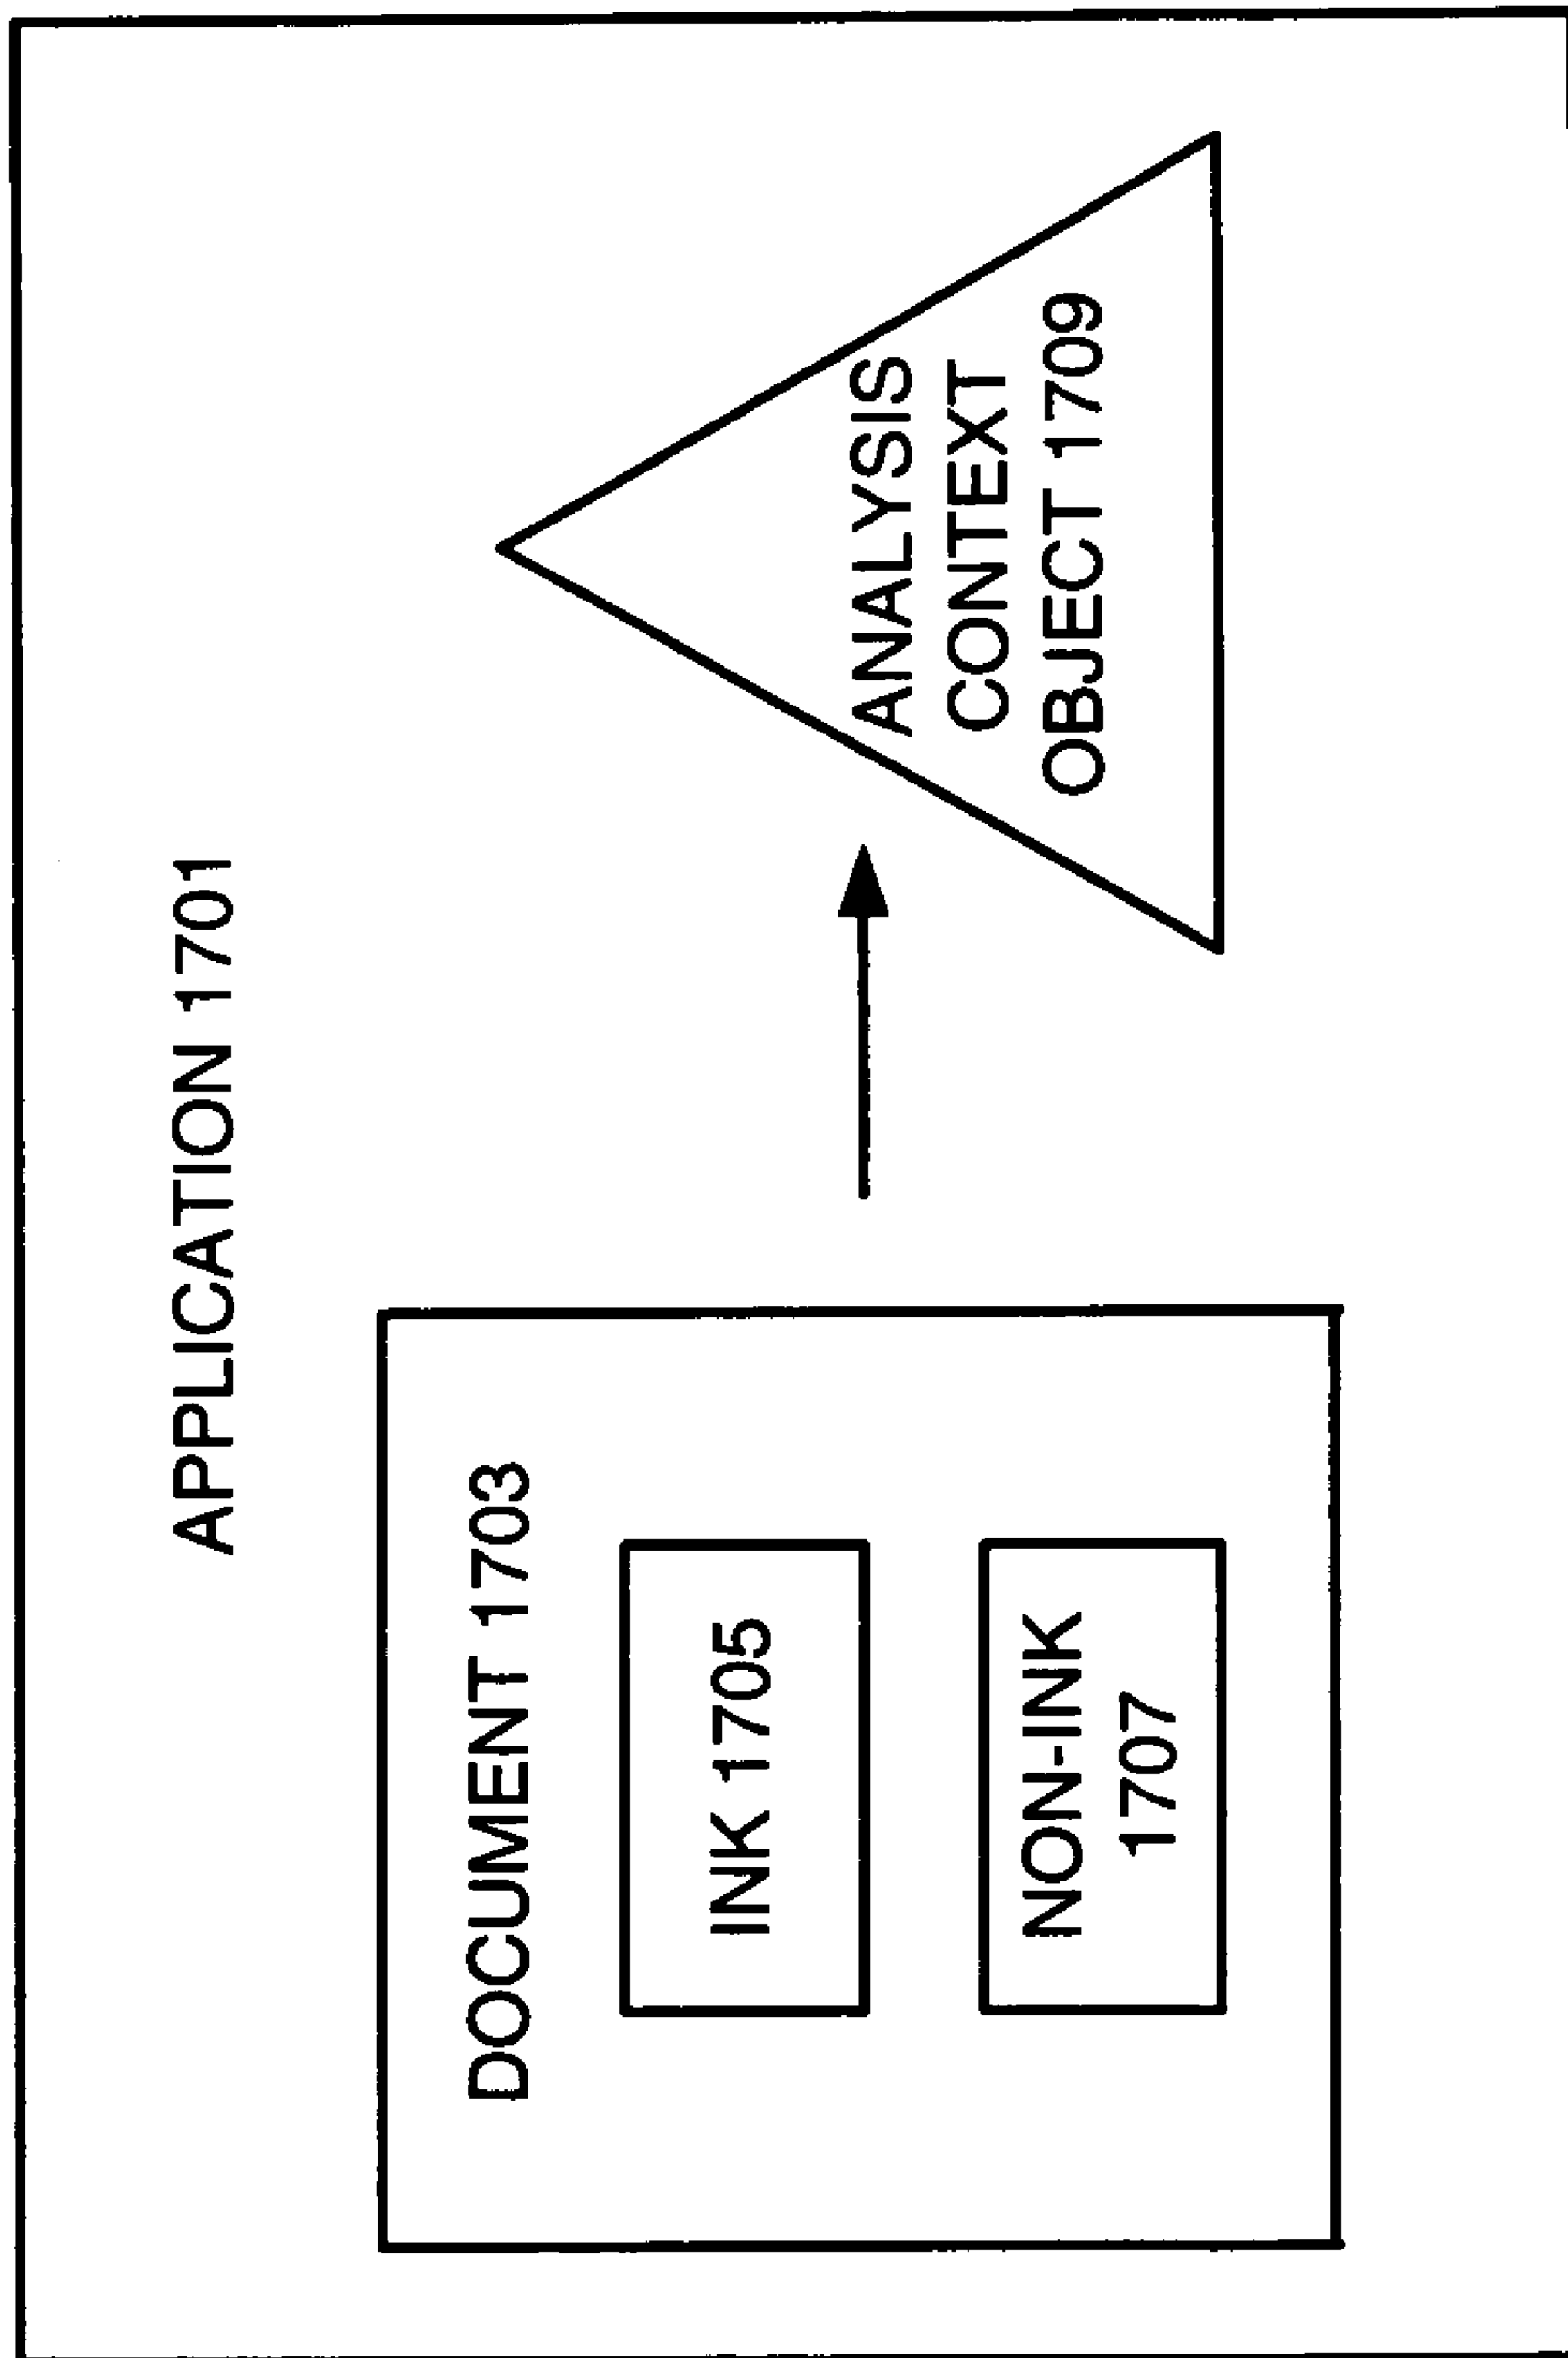 APPLICATION 1701
DOCUMENT 1703
INK 1705
NON-INK
1707
ANALYSIS
CONTEXT
OBJECT 1709